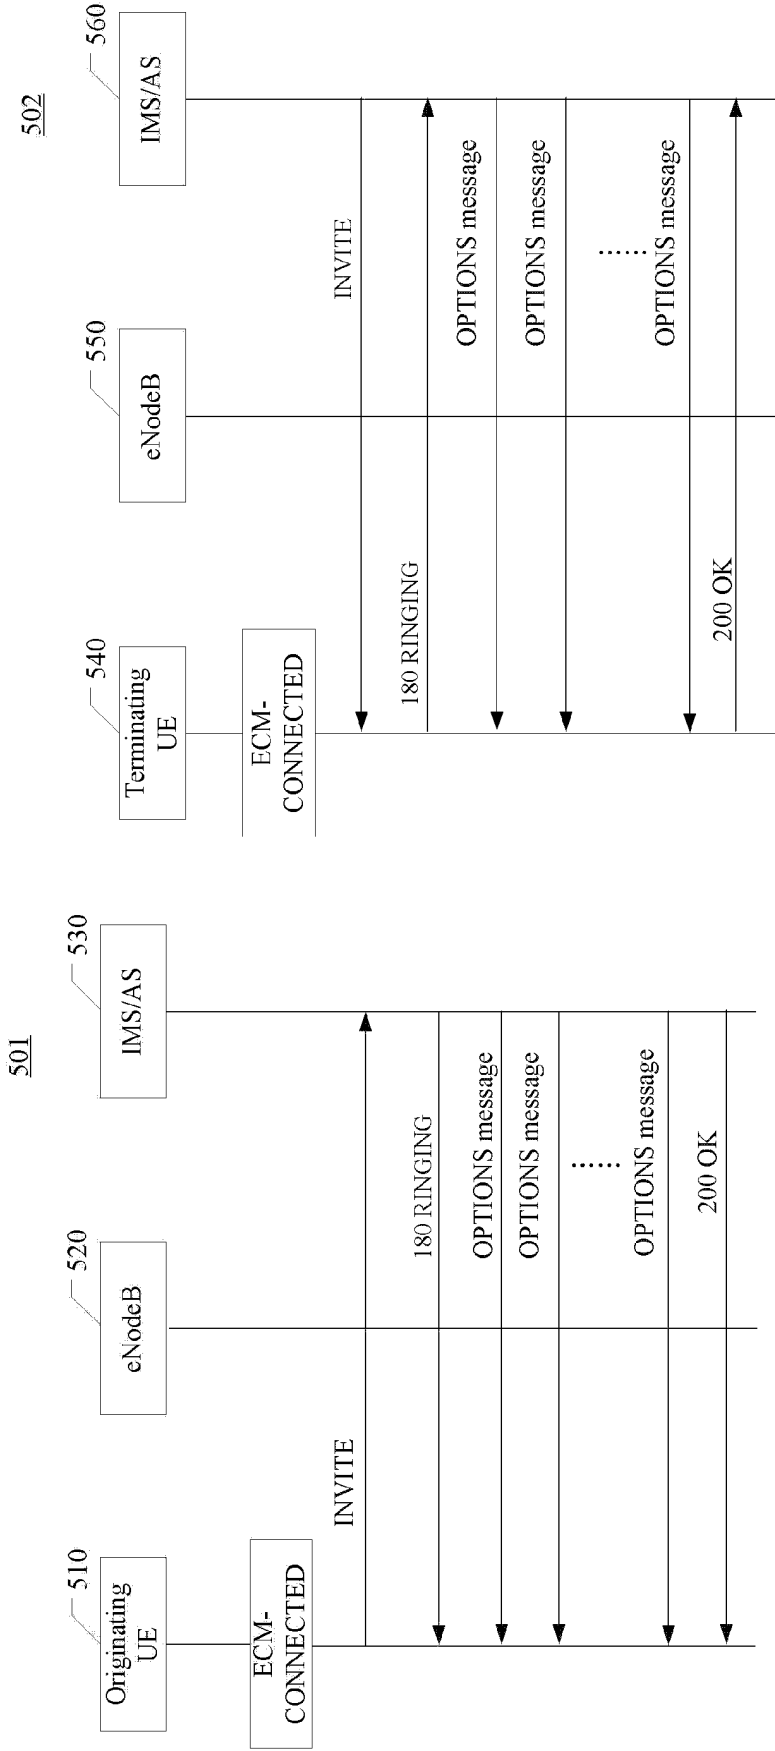 501
510
520
530
Originating
UE
eNodeB
IMS/AS
ECM-
CONNECTED
INVITE
180 RINGING
OPTIONS message
OPTIONS message
......
OPTIONS message
200 OK
502
540
550
560
Terminating
UE
eNodeB
IMS/AS
ECM-
CONNECTED
INVITE
180 RINGING
OPTIONS message
OPTIONS message
......
OPTIONS message
200 OK